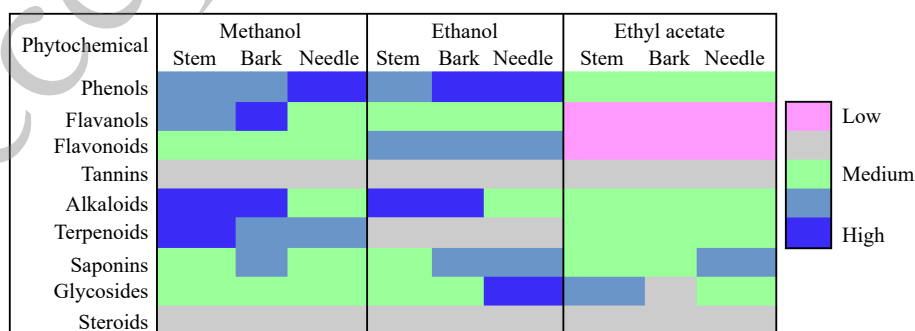 Phytochemical Methanol Ethanol Ethyl acetate
Stem Bark Needle Stem Bark Needle Stem Bark Needle
Phenols
Flavanols
Flavonoids
Tannins
Alkaloids
Terpenoids
Saponins
Glycosides
Steroids
Low
Medium
High